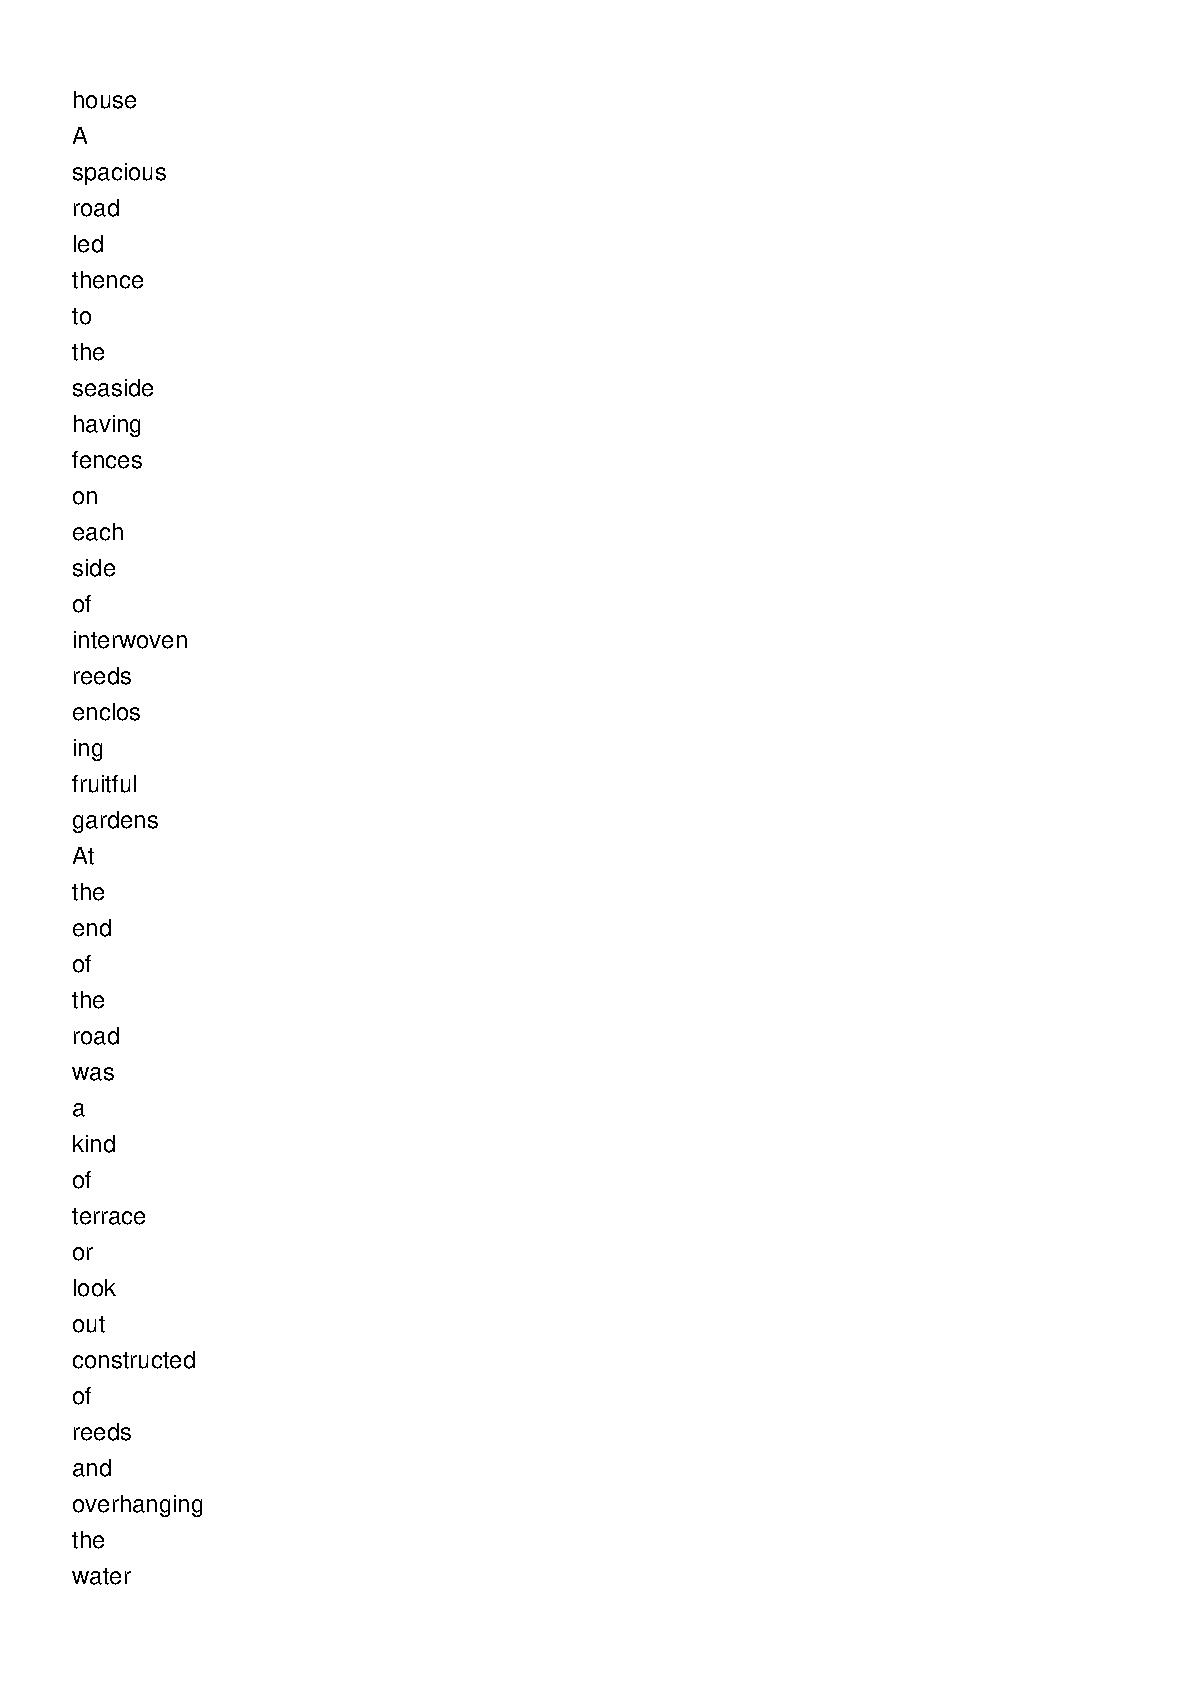 house
A
spacious
road
led
thence
to
the
seaside
having
fences
on
each
side
of
interwoven
reeds
enclos
ing
fruitful
gardens
At
the
end
of
the
road
was
a
kind
of
terrace
or
look
out
constructed
of
reeds
and
overhanging
the
water